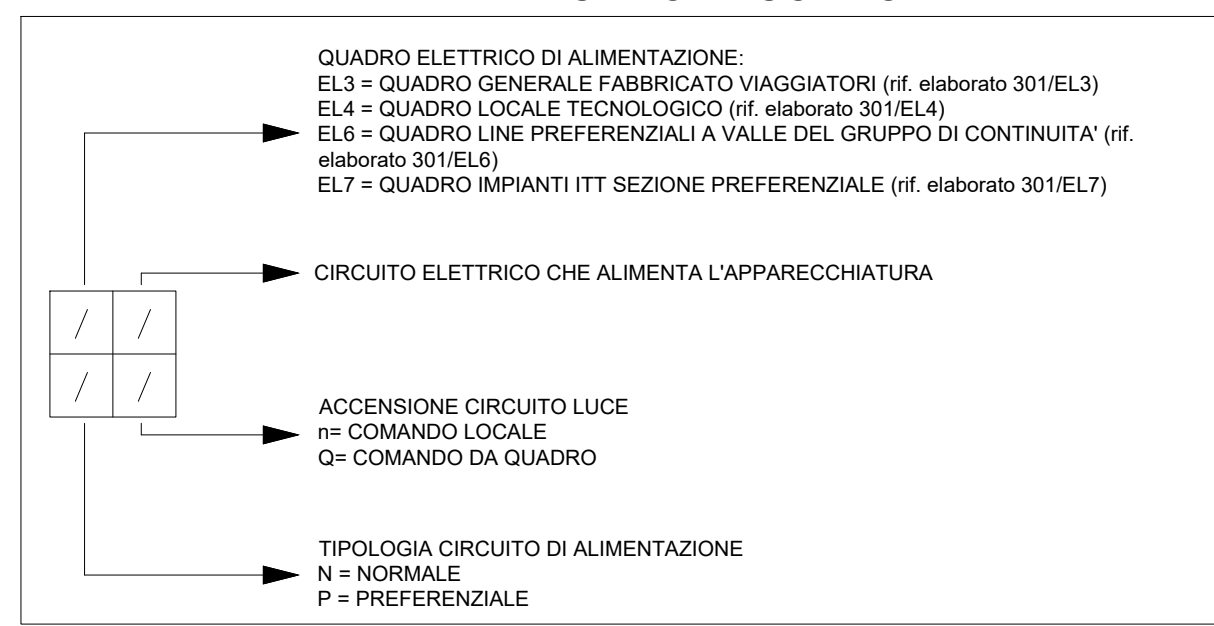 QUADRO ELETTRICO DI ALIMENTAZIONE:
EL3 = QUADRO GENERALE FABBRICATO VIAGGIATORI (rif. elaborato 301/EL3)
EL4 = QUADRO LOCALE TECNOLOGICO (rif. elaborato 301/EL4)
EL6 = QUADRO LINE PREFERENZIALI A VALLE DEL GRUPPO DI CONTINUITA' (rif.
elaborato 301/EL6)
EL7 = QUADRO IMPIANTI ITT SEZIONE PREFERENZIALE (rif. elaborato 301/EL7)
CIRCUITO ELETTRICO CHE ALIMENTA L'APPARECCHIATURA
/ /
/ /
ACCENSIONE CIRCUITO LUCE
n= COMANDO LOCALE
Q= COMANDO DA QUADRO
TIPOLOGIA CIRCUITO DI ALIMENTAZIONE
N = NORMALE
P = PREFERENZIALE